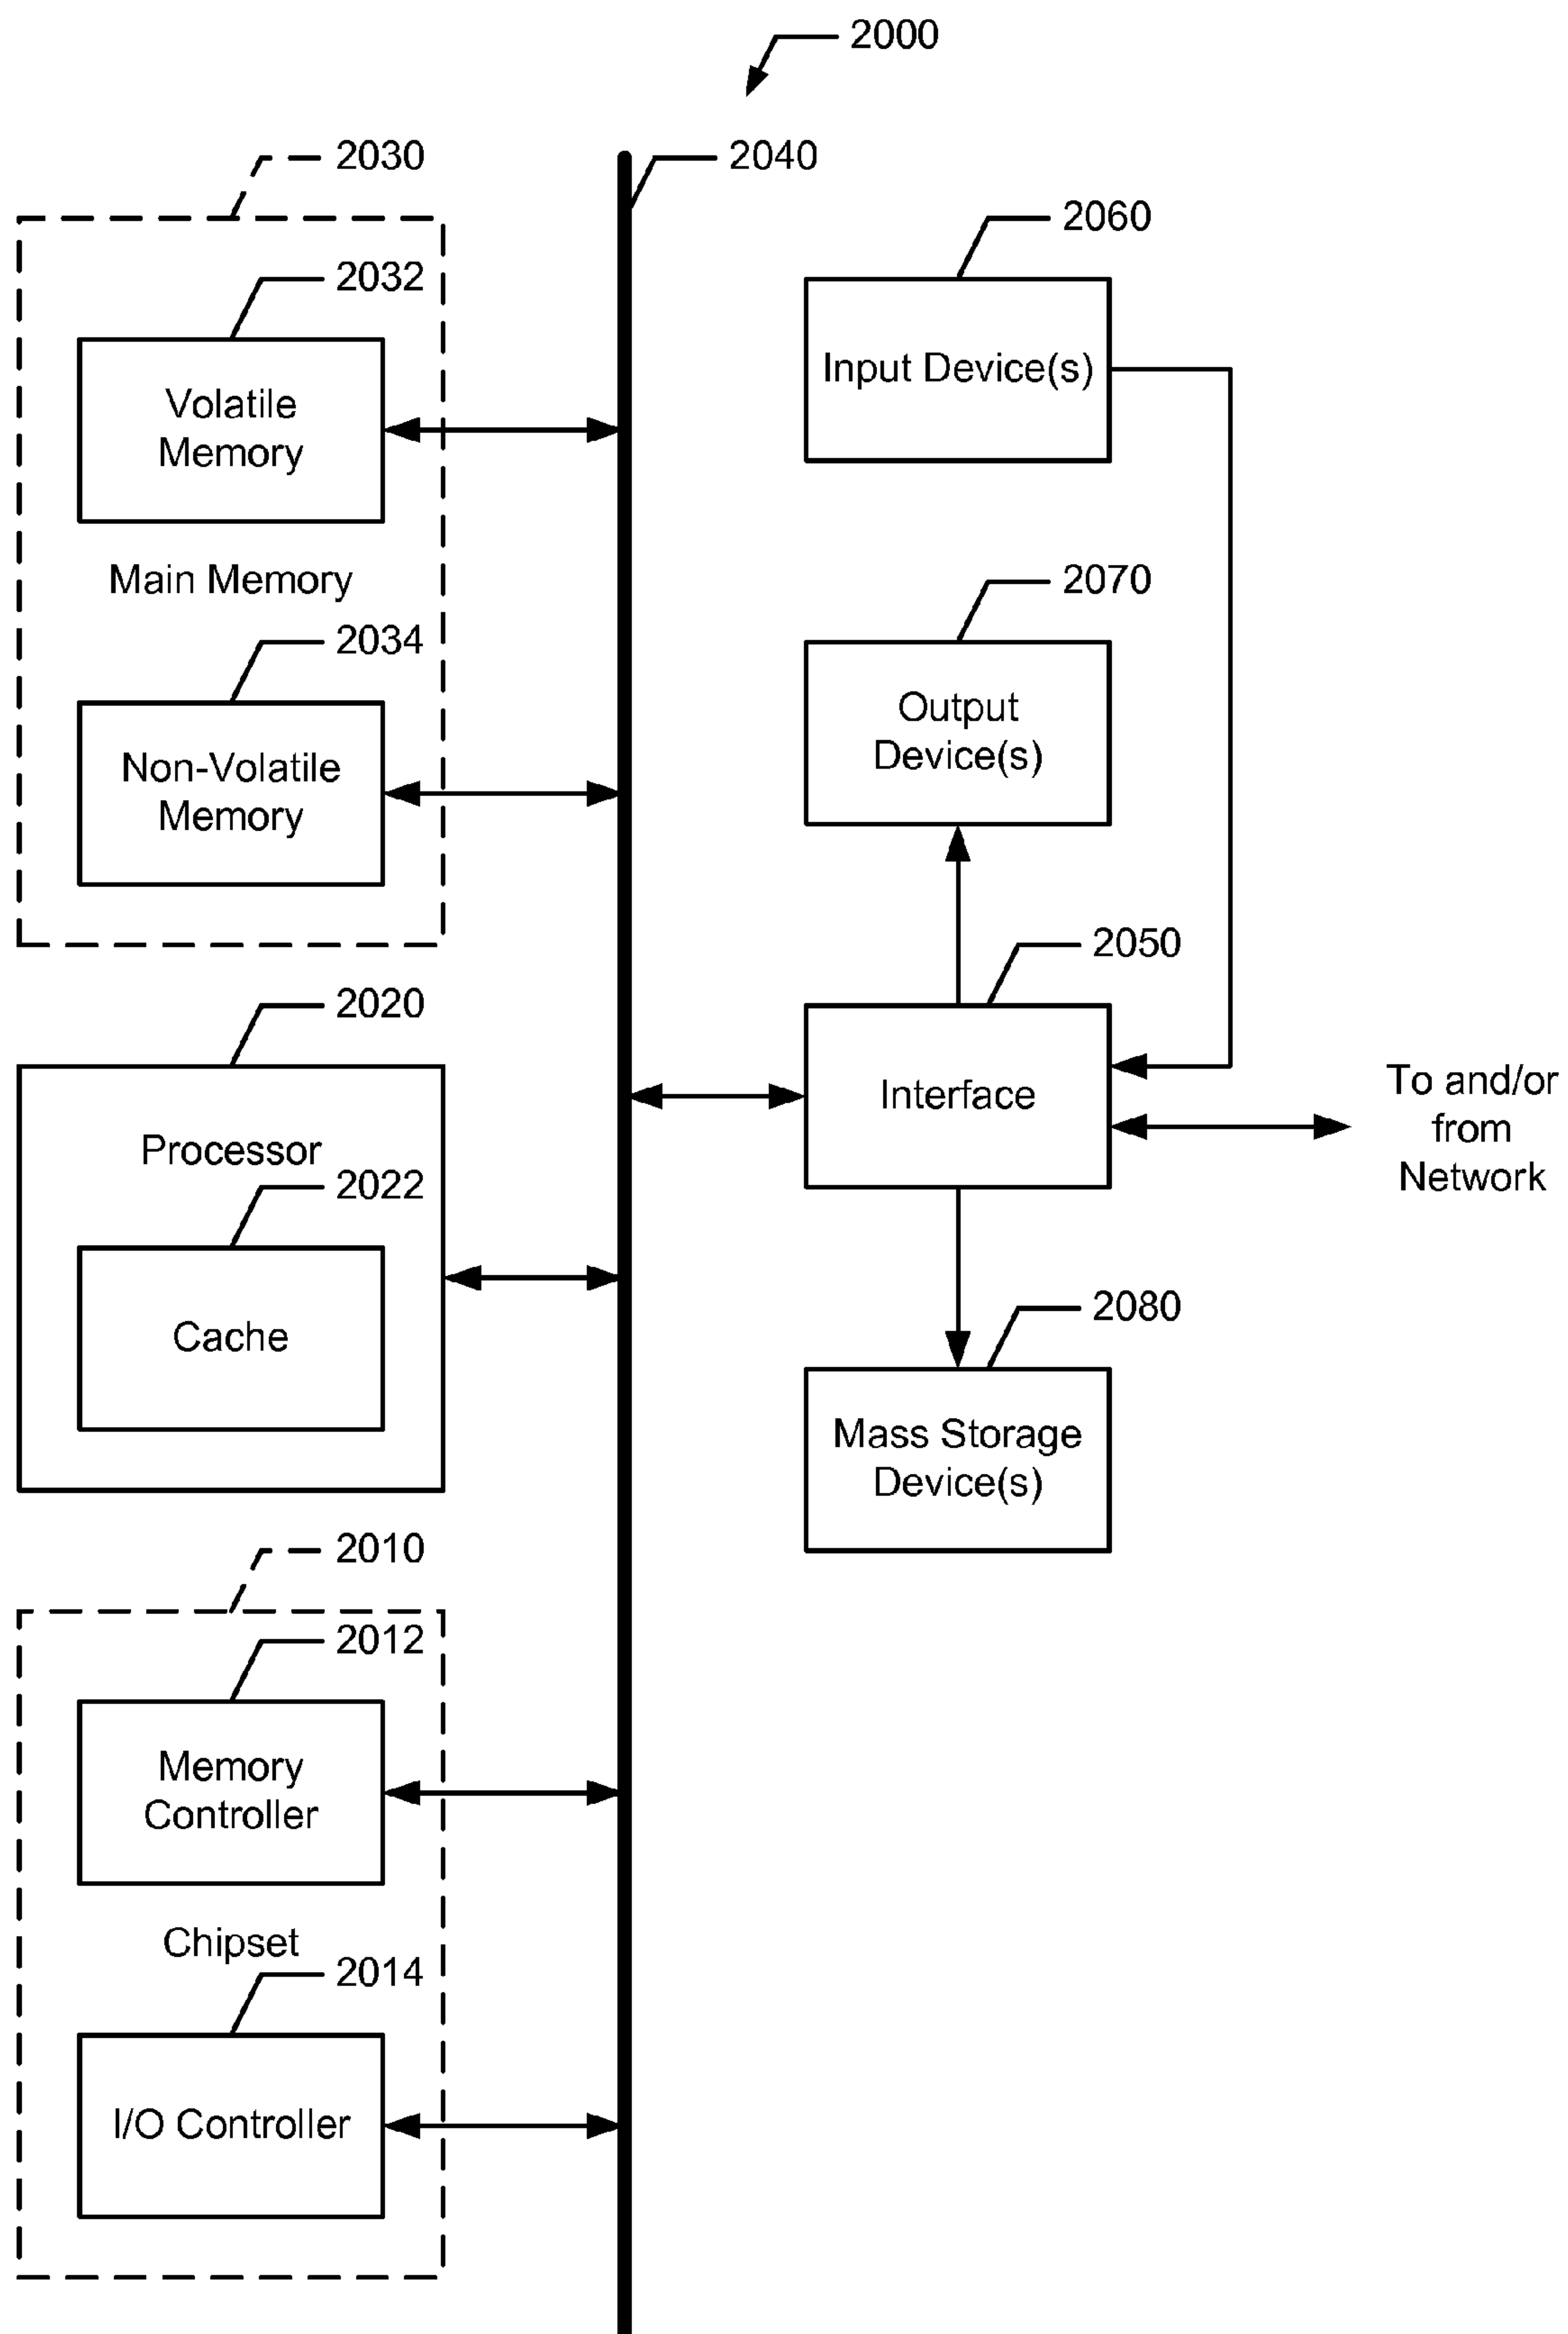 2000
2030
2040
2060
2032
Input Device(s)
Volatile
Memory
Main Memory
2070
2034
Output
Device(s)
Non-Volatile
Memory
2050
2020
Interface
To and/or
from
Network
Processor
2022
Cache
2080
Mass Storage
Device(s)
2010
2012
Memory
Controller
Chipset
2014
I/O Controller